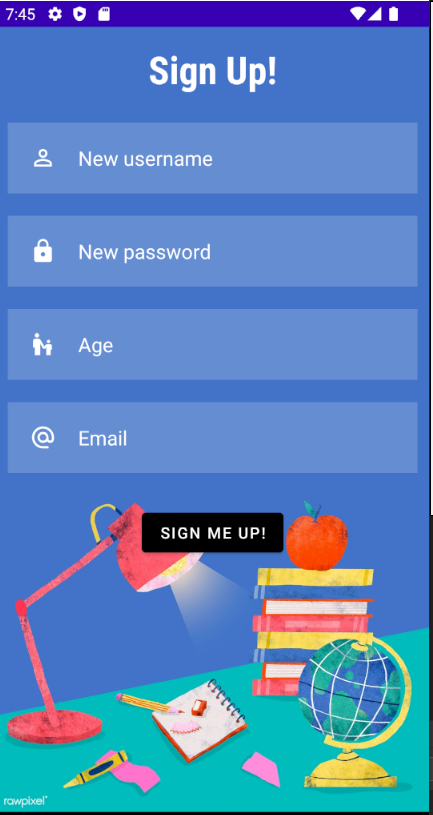 7:45
Sign Up!
New username
New password
Age
Email
SIGN ME UP!
rawpixel